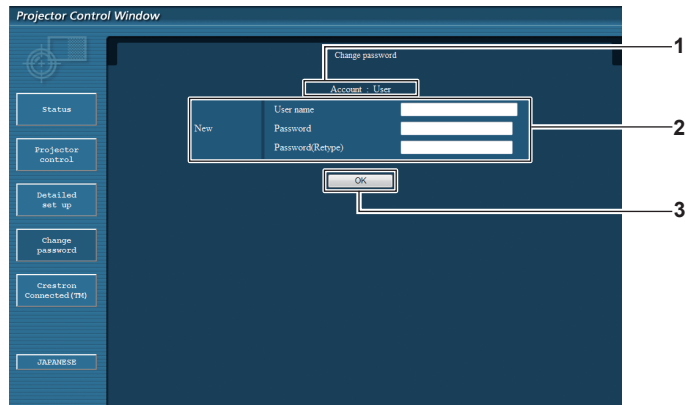 Projector Control Window
1
Change password
Account : User
Status
New
User name
Password
Password(Retype)
2
Projector control
OK
3
Detailed set up
Change password
Crestron Connected(TM)
JAPANESE